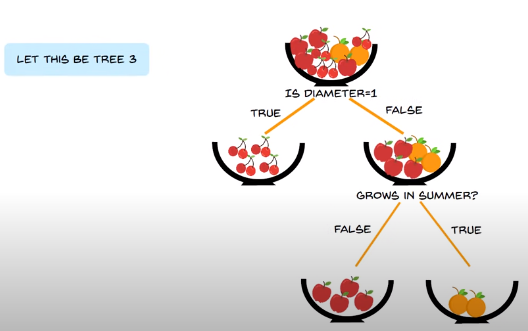 LET THIS BE TREE 3
IS DIAMETER=1
TRUE
FALSE
GROWS IN SUMMER?
FALSE
TRUE